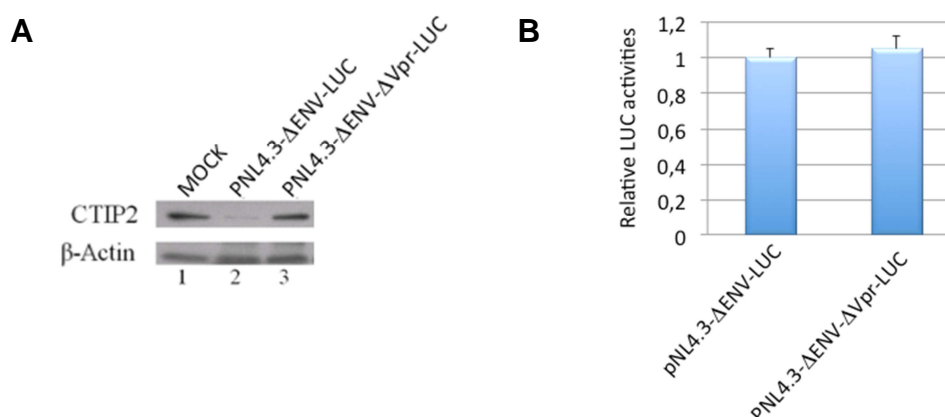 A
MOCK
PNL4.3-ΔENV-LUC
PNL4.3-ΔENV-ΔVpr-LUC
CTIP2
β-Actin
1 2 3
B
Relative LUC activities
1,2
1
0,8
0,6
0,4
0,2
0
pNL4.3-ΔENV-LUC
PNL4.3-ΔENV-ΔVpr-LUC